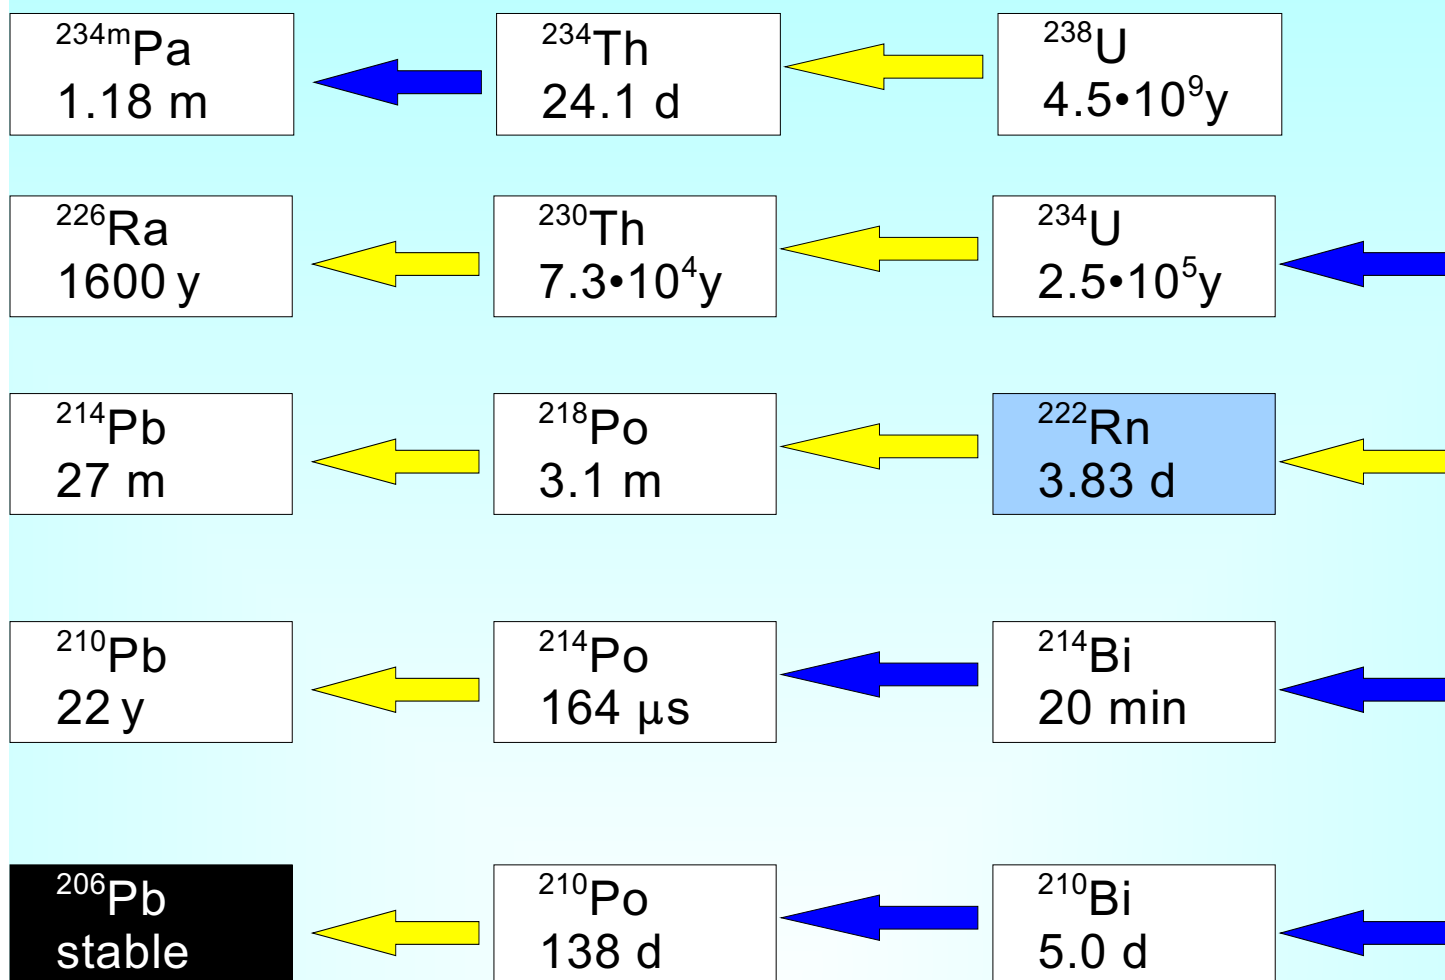 ²³⁴ᵐPa
1.18 m
²³⁴Th
24.1 d
²³⁸U
4.5•10⁹y
²²⁶Ra
1600 y
²³⁰Th
7.3•10⁴y
²³⁴U
2.5•10⁵y
²¹⁴Pb
27 m
²¹⁸Po
3.1 m
²²²Rn
3.83 d
²¹⁰Pb
22 y
²¹⁴Po
164 μs
²¹⁴Bi
20 min
²⁰⁶Pb
stable
²¹⁰Po
138 d
²¹⁰Bi
5.0 d